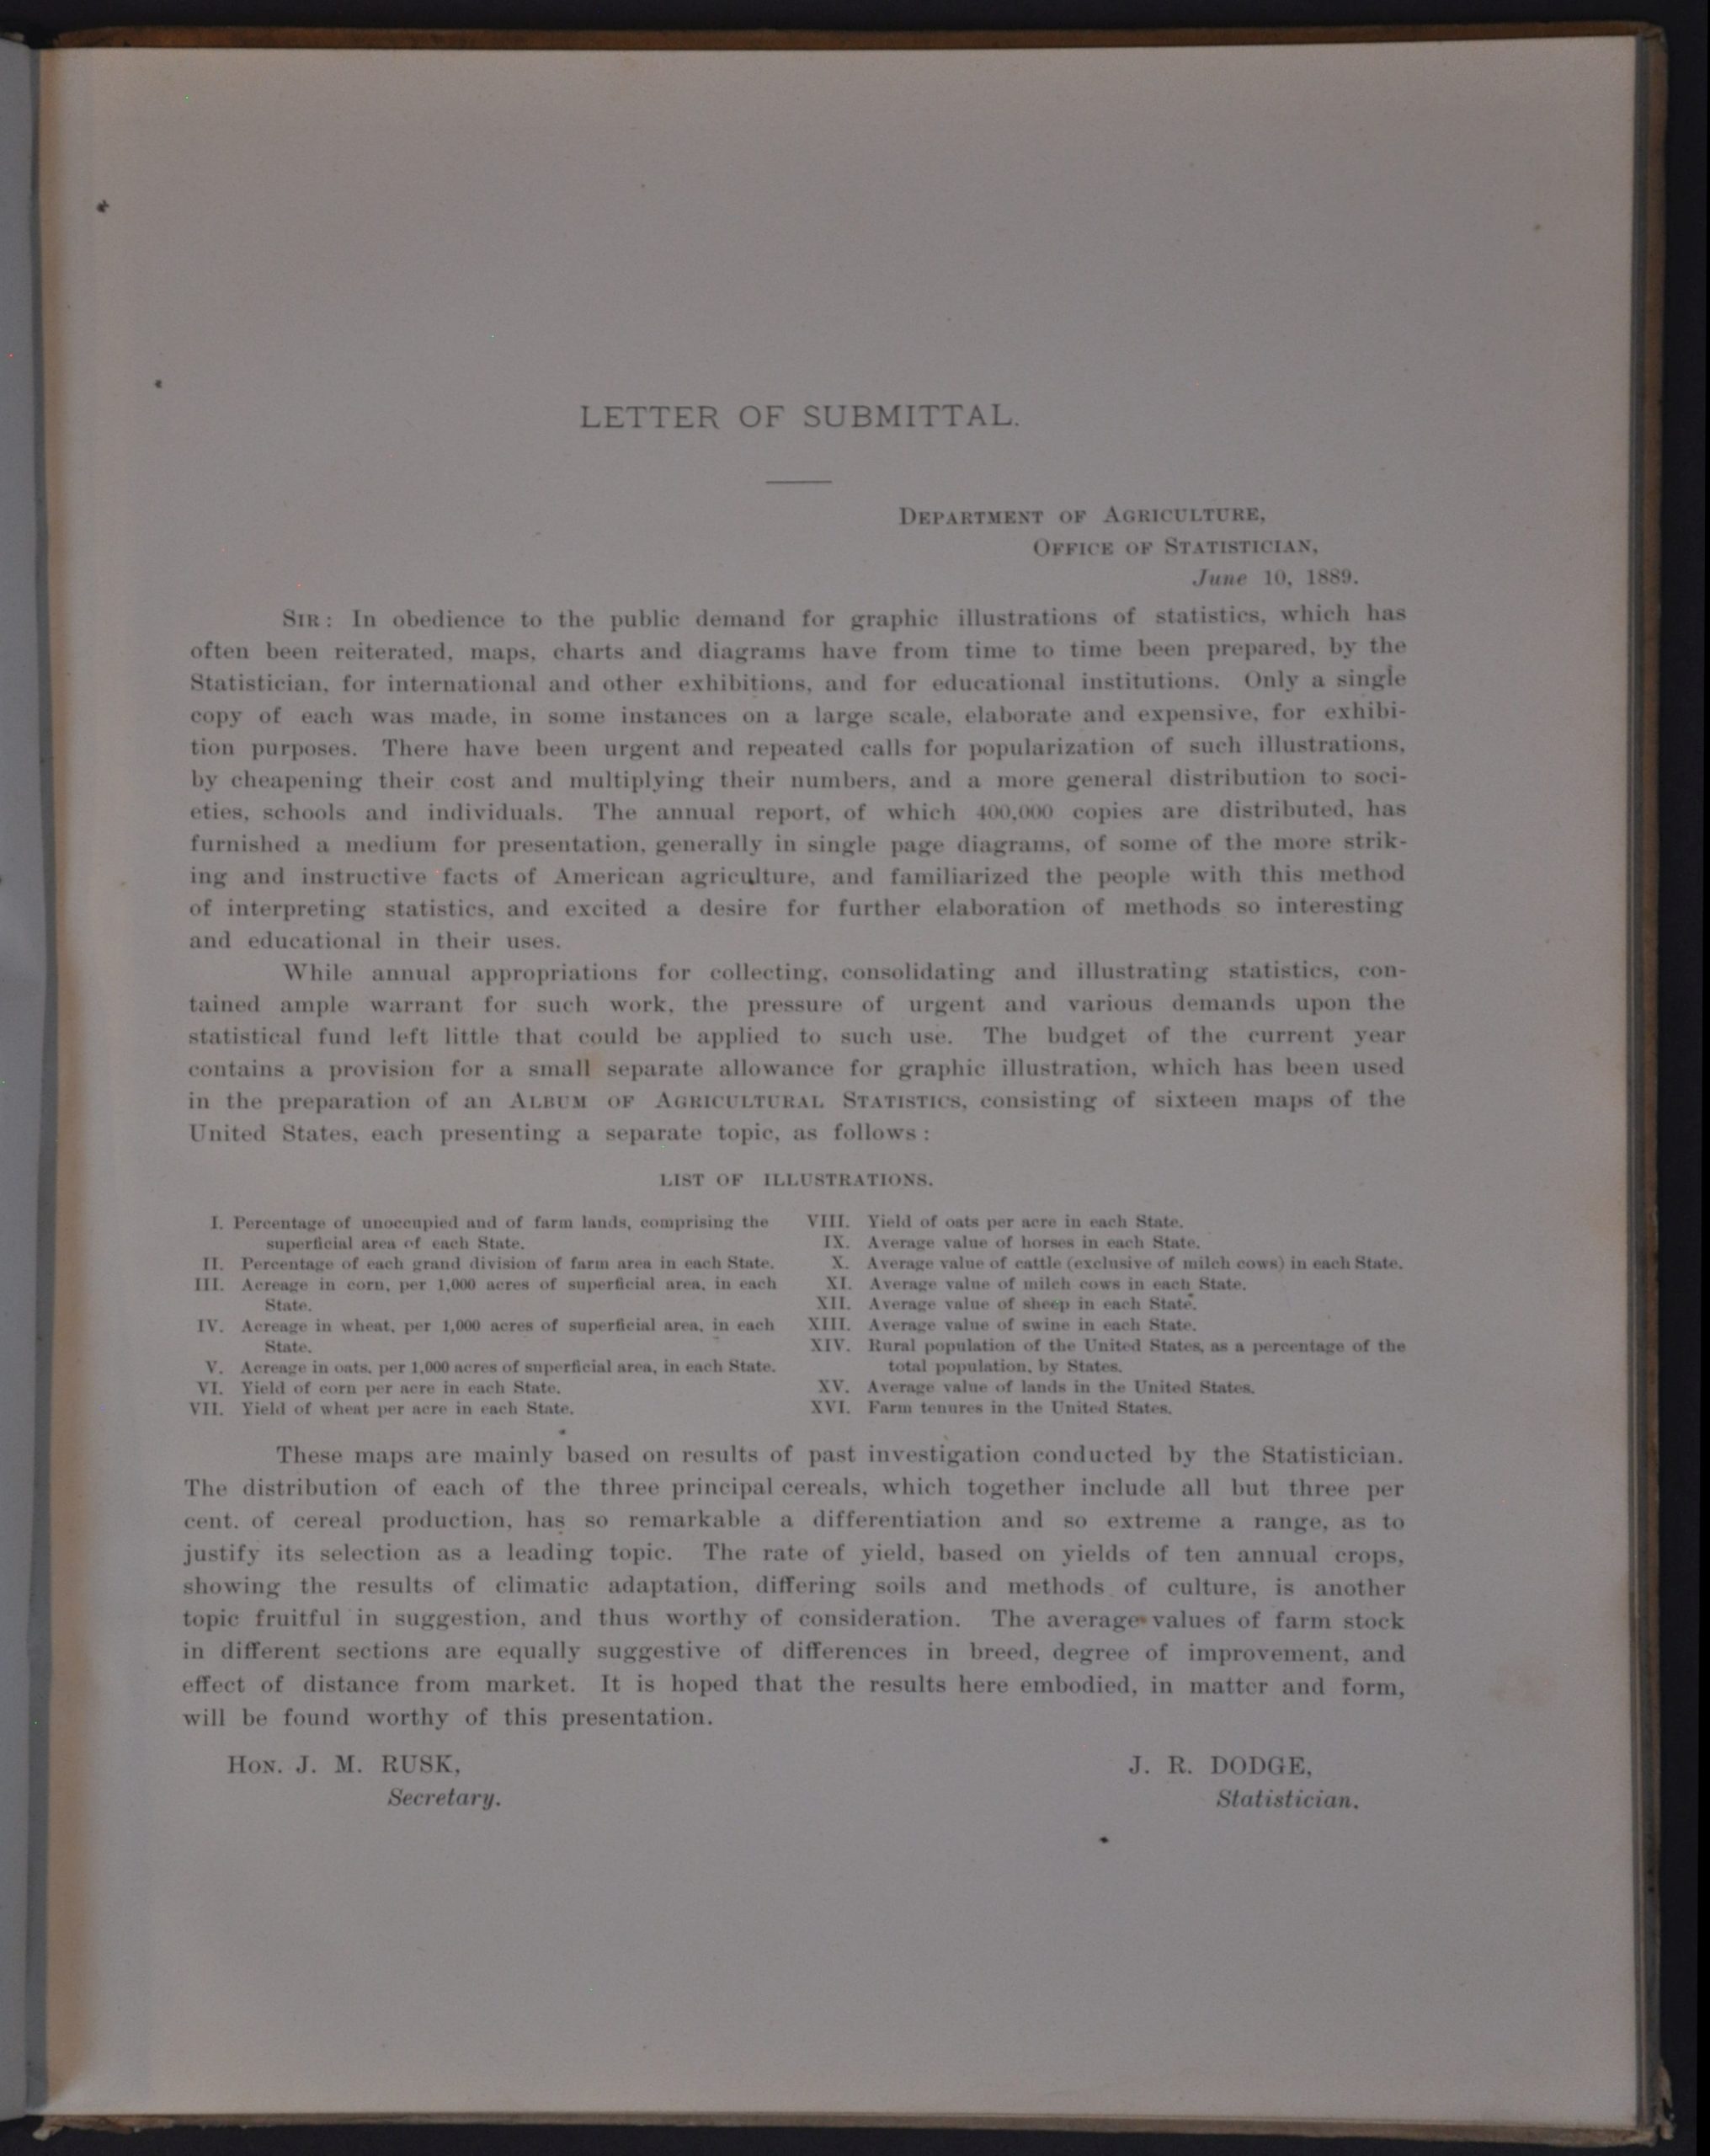 LETTER OF SUBMITTAL.
DEPARTMENT OF AGRICULTURE,
OFFICE OF STATISTICIAN,
June 10, 1889.
SIR: In obedience to the public demand for graphic illustrations of statistics, which has
often been reiterated, maps, charts and diagrams have from time to time been prepared, by the
Statistician, for international and other exhibitions, and for educational institutions. Only a single
copy of each was made, in some instances on a large scale, elaborate and expensive, for exhibi-
tion purposes. There have been urgent and repeated calls for popularization of such illustrations,
by cheapening their cost and multiplying their numbers, and a more general distribution to soci-
eties, schools and individuals. The annual report, of which 400,000 copies are distributed, has
furnished a medium for presentation, generally in single page diagrams, of some of the more strik-
ing and instructive facts of American agriculture, and familiarized the people with this method
of interpreting statistics, and excited a desire for further elaboration of methods so interesting
and educational in their uses.
While annual appropriations for collecting, consolidating and illustrating statistics, con-
tained ample warrant for such work, the pressure of urgent and various demands upon the
statistical fund left little that could be applied to such use. The budget of the current year
contains a provision for a small separate allowance for graphic illustration, which has been used
in the preparation of an ALBUM OF AGRICULTURAL STATISTICS, consisting of sixteen maps of the
United States, each presenting a separate topic, as follows:
LIST OF ILLUSTRATIONS.
I. Percentage of unoccupied and of farm lands, comprising the
superficial area of each State.
II. Percentage of each grand division of farm area in each State.
III. Acreage in corn, per 1,000 acres of superficial area, in each
State.
IV. Acreage in wheat, per 1,000 acres of superficial area, in each
State.
V. Acreage in oats, per 1,000 acres of superficial area, in each State.
VI. Yield of corn per acre in each State.
VII. Yield of wheat per acre in each State.
VIII. Yield of oats per acre in each State.
IX. Average value of horses in each State.
X. Average value of cattle (exclusive of milch cows) in each State.
XI. Average value of milch cows in each State.
XII. Average value of sheep in each State.
XIII. Average value of swine in each State.
XIV. Rural population of the United States, as a percentage of the
total population, by States.
XV. Average value of lands in the United States.
XVI. Farm tenures in the United States.
These maps are mainly based on results of past investigation conducted by the Statistician.
The distribution of each of the three principal cereals, which together include all but three per
cent. of cereal production, has so remarkable a differentiation and so extreme a range, as to
justify its selection as a leading topic. The rate of yield, based on yields of ten annual crops,
showing the results of climatic adaptation, differing soils and methods of culture, is another
topic fruitful in suggestion, and thus worthy of consideration. The average values of farm stock
in different sections are equally suggestive of differences in breed, degree of improvement, and
effect of distance from market. It is hoped that the results here embodied, in matter and form,
will be found worthy of this presentation.
HON. J. M. RUSK,
Secretary.
J. R. DODGE,
Statistician.